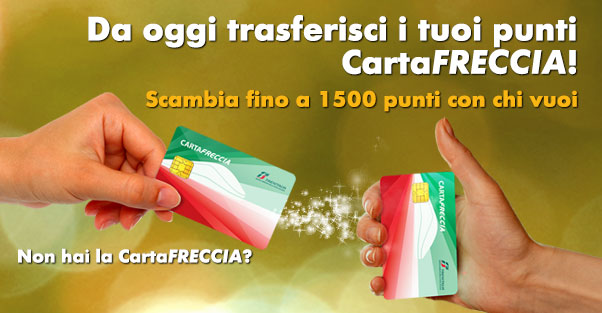 Da oggi trasferisci i tuoi punti
CartaFRECCIA!
Scambia fino a 1500 punti con chi vuoi
CARTAFRECCIA
TRENITALIA
CARTAFRECCIA
Non hai la CartaFRECCIA?